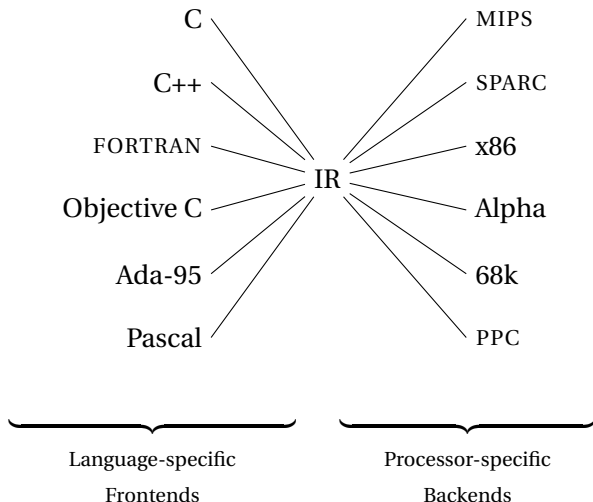 C
C++
FORTRAN
Objective C
Ada-95
Pascal
IR
MIPS
SPARC
x86
Alpha
68k
PPC
Language-specific
Frontends
Processor-specific
Backends